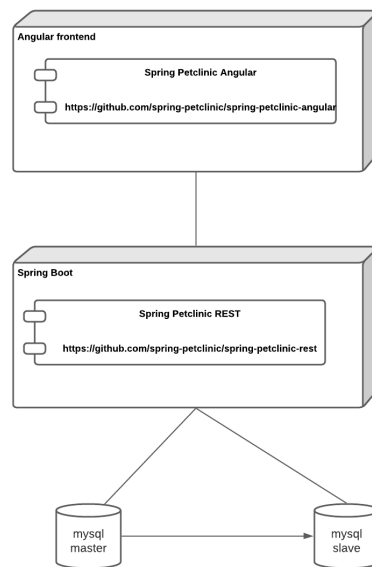 Angular frontend
Spring Petclinic Angular
https://github.com/spring-petclinic/spring-petclinic-angular
Spring Boot
Spring Petclinic REST
https://github.com/spring-petclinic/spring-petclinic-rest
mysql
master
mysql
slave